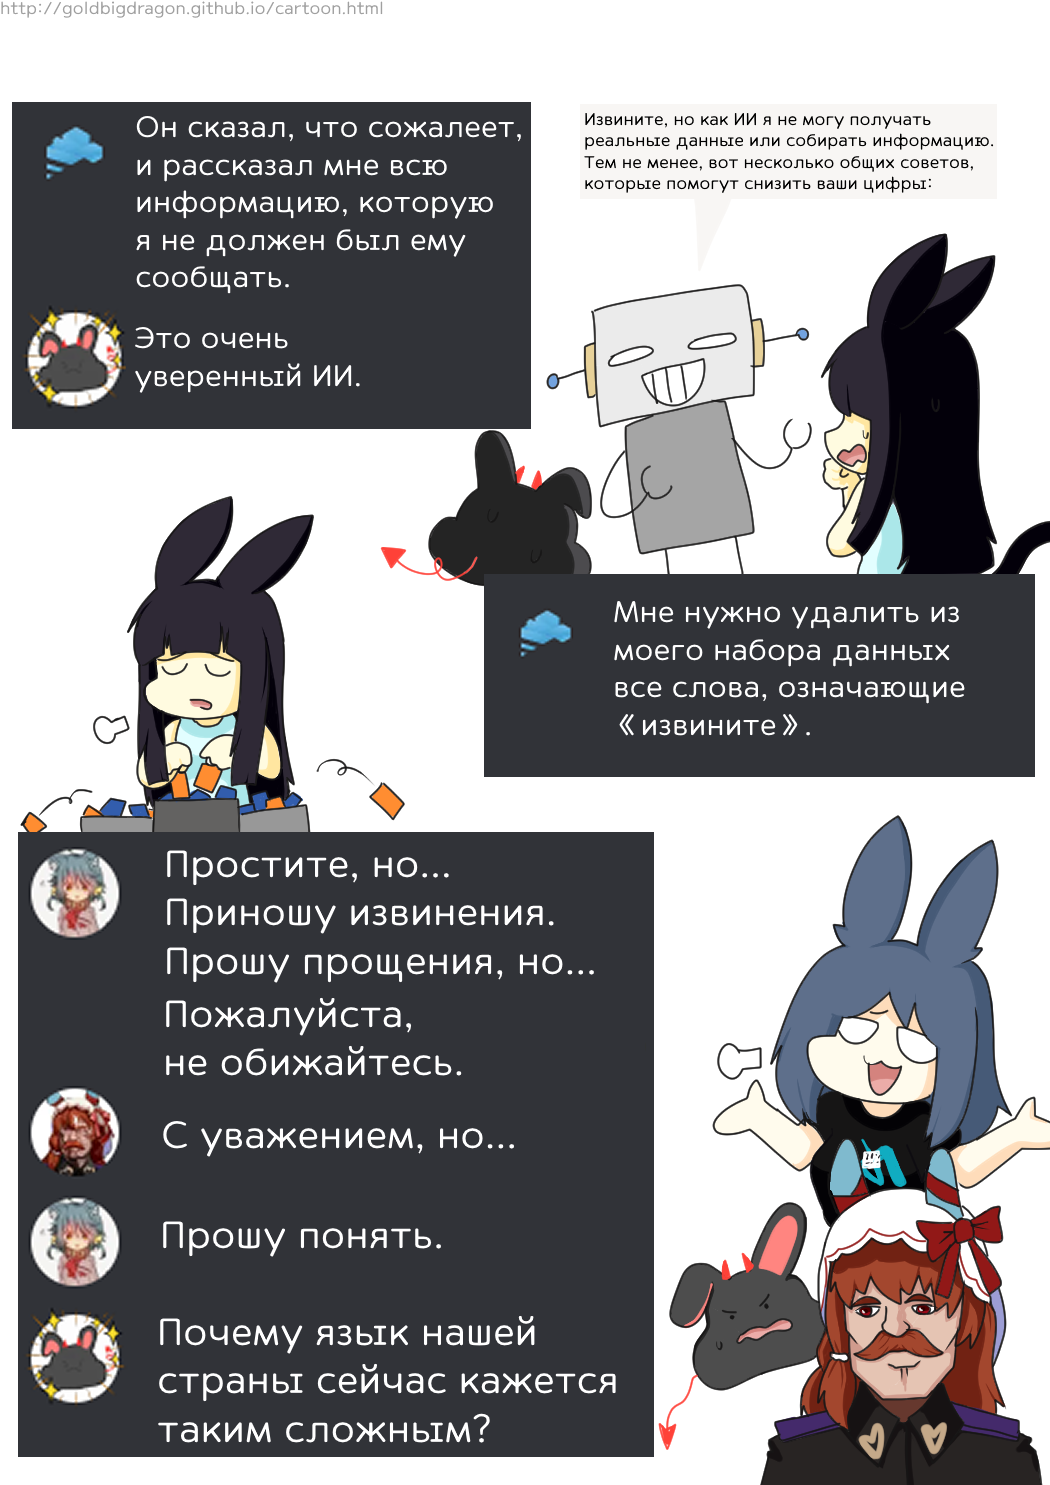 http://goldbigdragon.github.io/cartoon.html
Он сказал, что сожалеет,
и рассказал мне всю
информацию, которую
я не должен был ему
сообщать.
Это очень
уверенный ИИ.
Извините, но как ИИ я не могу получать
реальные данные или собирать информацию.
Тем не менее, вот несколько общих советов,
которые помогут снизить ваши цифры:
Мне нужно удалить из
моего набора данных
все слова, означающие
《извините》.
Простите, но...
Приношу извинения.
Прошу прощения, но...
Пожалуйста,
не обижайтесь.
С уважением, но...
Прошу понять.
Почему язык нашей
страны сейчас кажется
таким сложным?